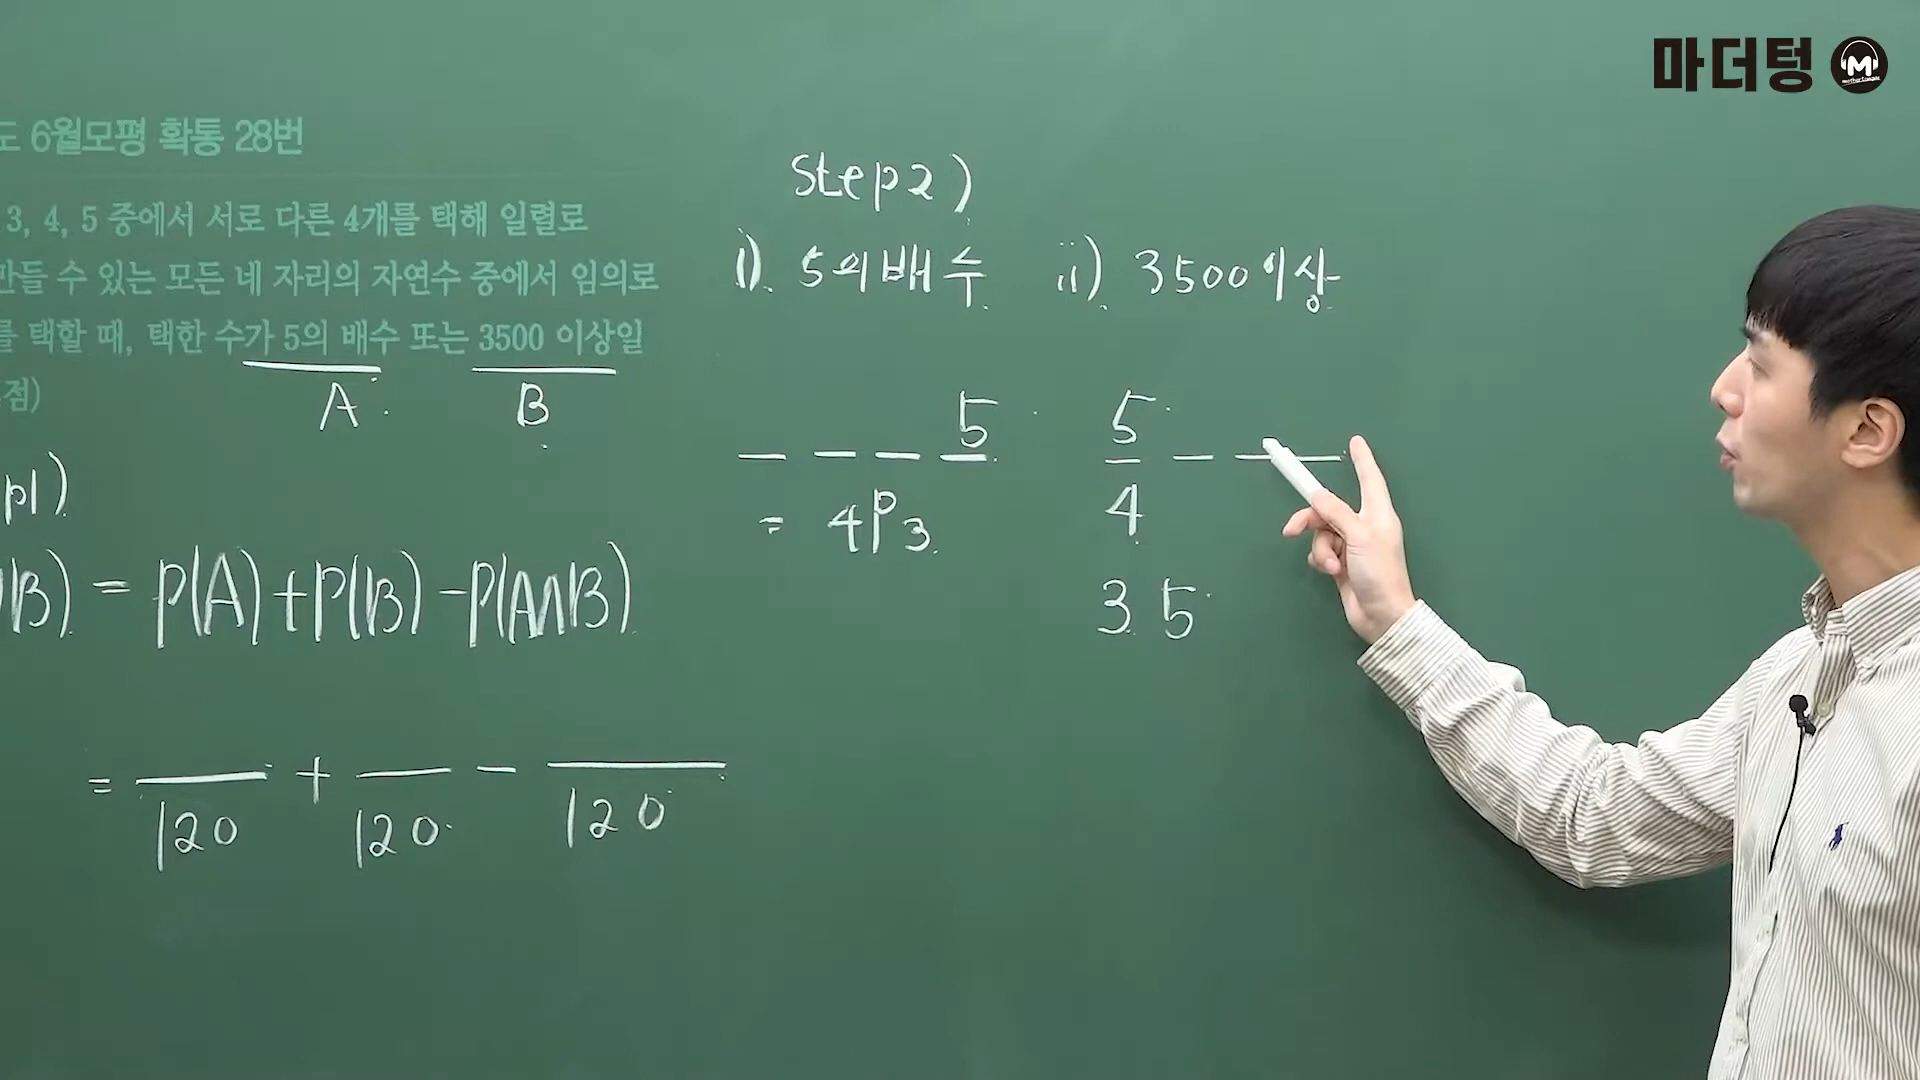 마더텅
도 6월모평 확통 28번
3, 4, 5 중에서 서로 다른 4개를 택해 일렬로
만들 수 있는 모든 네 자리의 자연수 중에서 임의로
를 택할 때, 택한 수가 5의 배수 또는 3500 이상일
점)
A B
p1)
B) = P(A)+P(B)-P(A∩B)
= /120 + /120 - /120
Step2)
i) 5의배수
5
= 4P3
ii) 3500이상
5
4
3 5